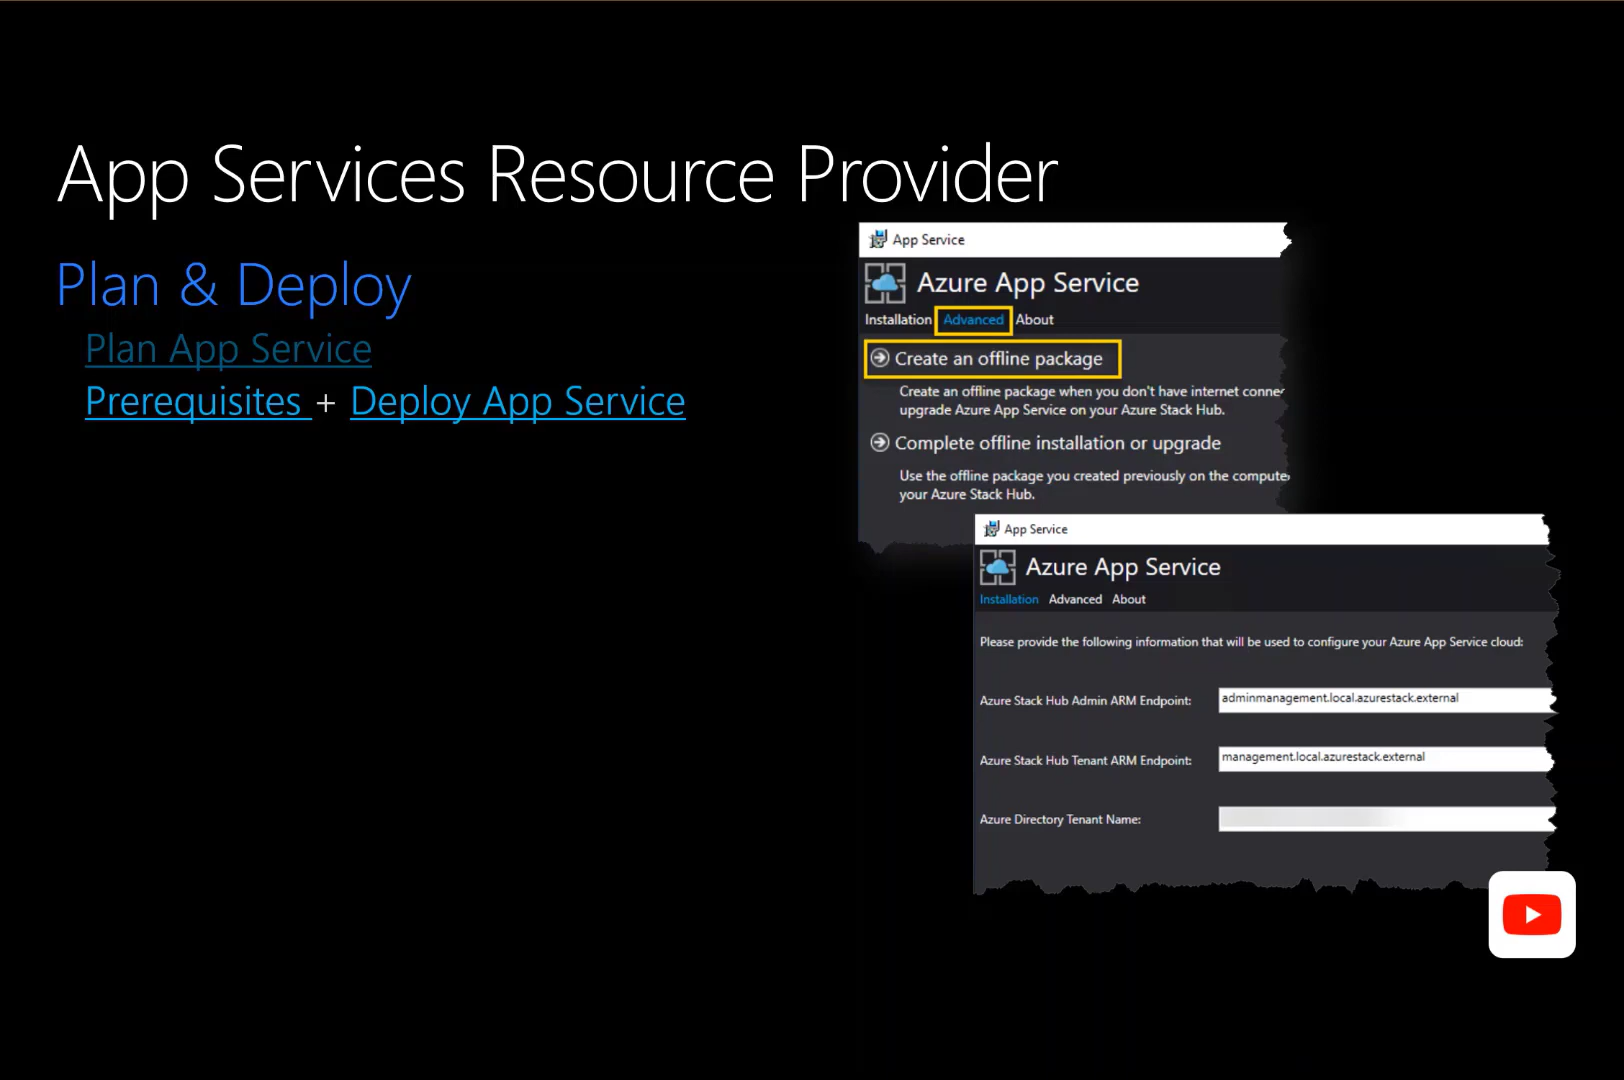 App Services Resource Provider
Plan & Deploy
Plan App Service
Prerequisites + Deploy App Service
App Service
Azure App Service
Installation Advanced About
Create an offline package
Create an offline package when you don't have internet
upgrade Azure App Service on your Azure Stack Hub.
Complete offline installation or upgrade
Use the offline package you created previously on the
your Azure Stack Hub.
App Service
Azure App Service
Installation Advanced About
Please provide the following information that will be used to configure your Azure App Service cloud:
Azure Stack Hub Admin ARM Endpoint: adminmanagement.local.azurestack.external
Azure Stack Hub Tenant ARM Endpoint: management.local.azurestack.external
Azure Directory Tenant Name: